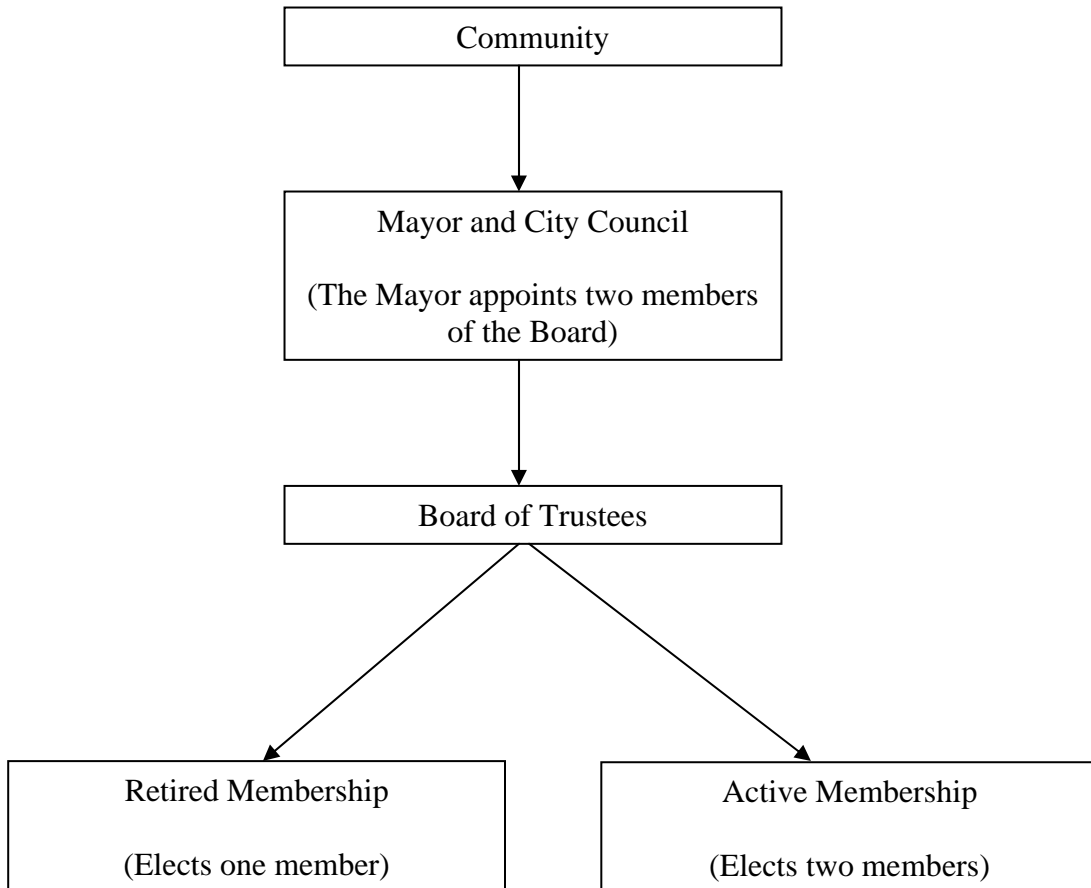 Community
Mayor and City Council
(The Mayor appoints two members
of the Board)
Board of Trustees
Retired Membership
(Elects one member)
Active Membership
(Elects two members)